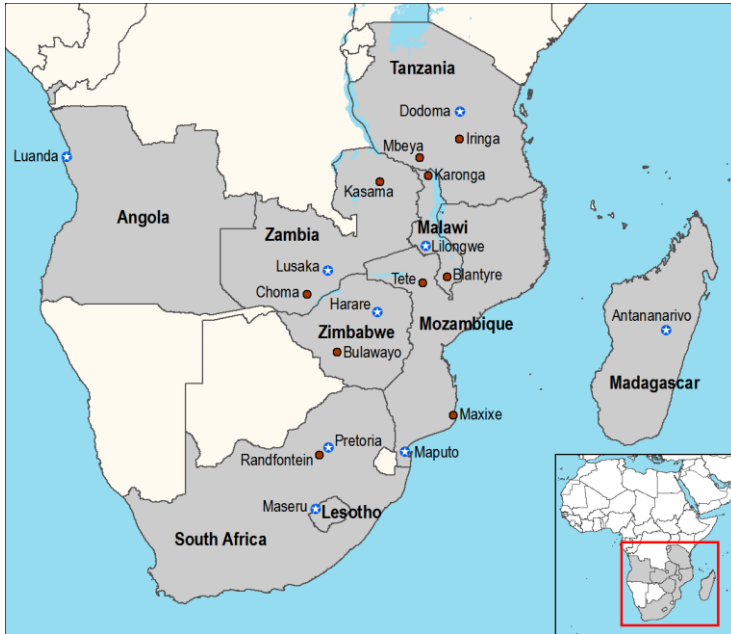 Tanzania
Dodoma
Iringa
Mbeya
Luanda
Karonga
Kasama
Angola
Malawi
Zambia
Lilongwe
Lusaka
Tete
Blantyre
Choma
Harare
Antananarivo
Mozambique
Zimbabwe
Bulawayo
Madagascar
Maxixe
Pretoria
Maputo
Randfontein
Maseru
Lesotho
South Africa